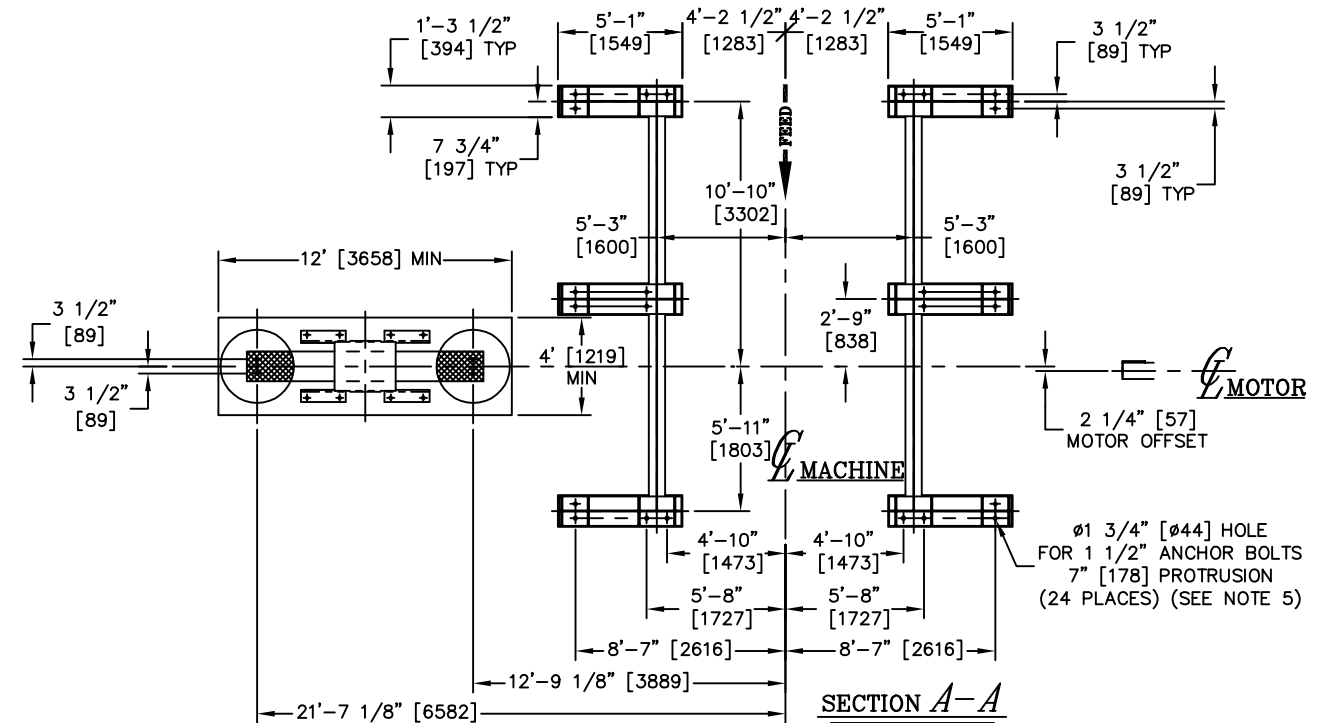 1'-3 1/2"
[394] TYP
5'-1"
[1549]
4'-2 1/2"
[1283]
4'-2 1/2"
[1283]
5'-1"
[1549]
3 1/2"
[89] TYP
7 3/4"
[197] TYP
FEED
3 1/2"
[89] TYP
10'-10"
[3302]
5'-3"
[1600]
5'-3"
[1600]
12' [3658] MIN
3 1/2"
[89]
2'-9"
[838]
4' [1219]
MIN
3 1/2"
[89]
CL MOTOR
2 1/4" [57]
MOTOR OFFSET
5'-11"
[1803]
CL MACHINE
4'-10"
[1473]
4'-10"
[1473]
ø1 3/4" [ø44] HOLE
FOR 1 1/2" ANCHOR BOLTS
7" [178] PROTRUSION
(24 PLACES) (SEE NOTE 5)
5'-8"
[1727]
5'-8"
[1727]
8'-7" [2616]
8'-7" [2616]
12'-9 1/8" [3889]
21'-7 1/8" [6582]
SECTION A-A